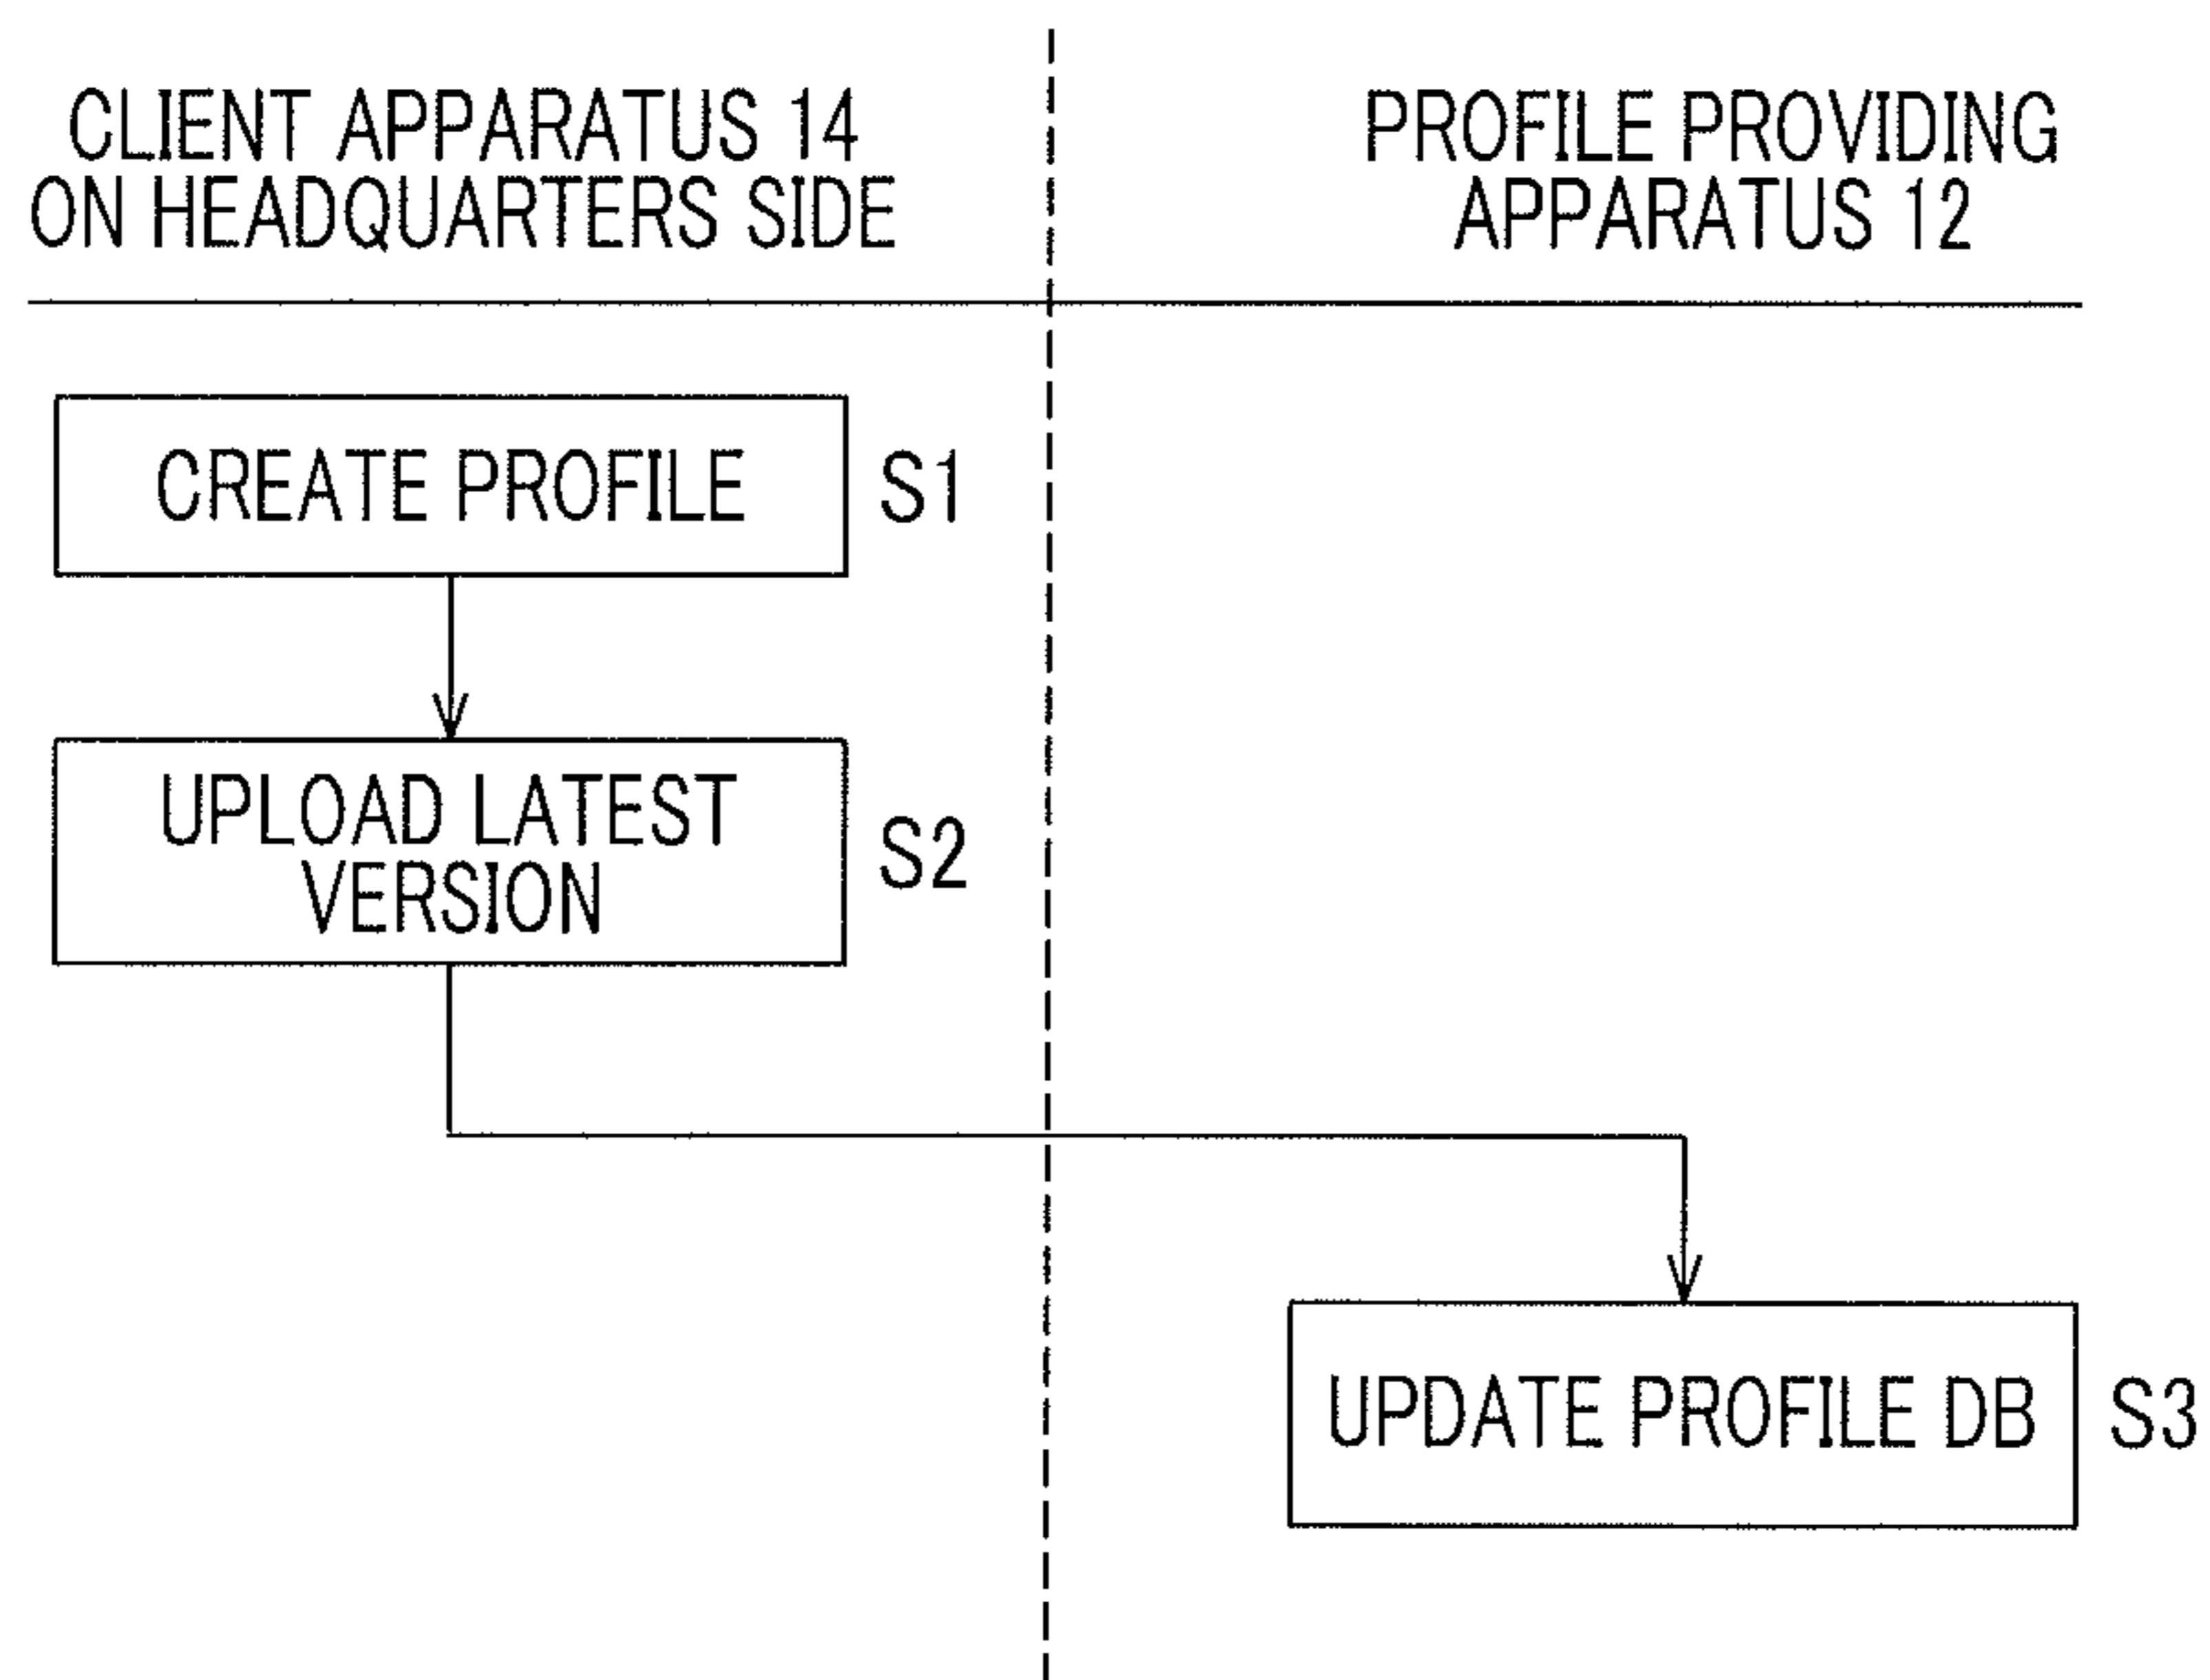 CLIENT APPARATUS 14
ON HEADQUARTERS SIDE
PROFILE PROVIDING
APPARATUS 12
CREATE PROFILE
S1
UPLOAD LATEST
VERSION
S2
UPDATE PROFILE DB
S3